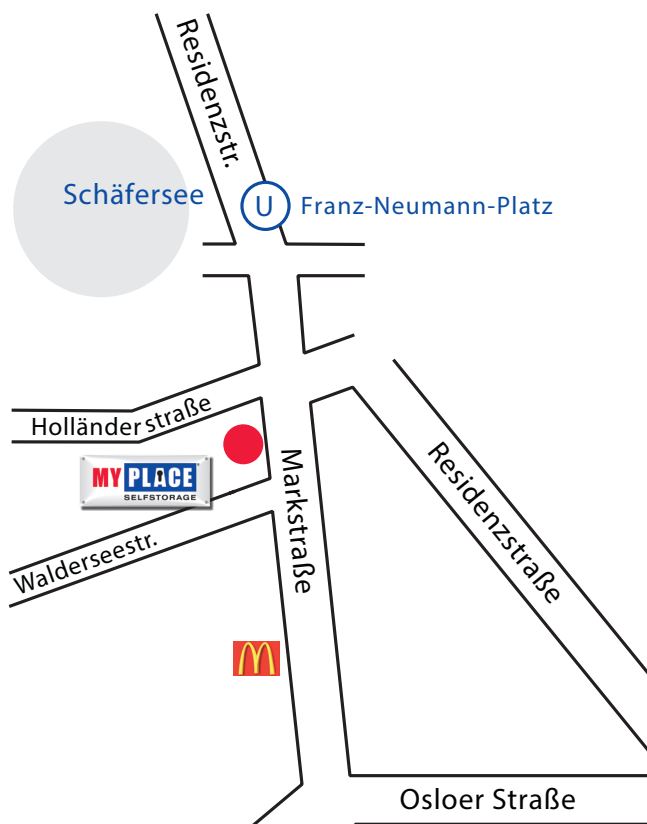 Residenzstr.
Schäfersee
U
Franz-Neumann-Platz
Holländerstraße
MY PLACE
SELFSTORAGE
Markstraße
Residenzstraße
Walderseestr.
M
Osloer Straße